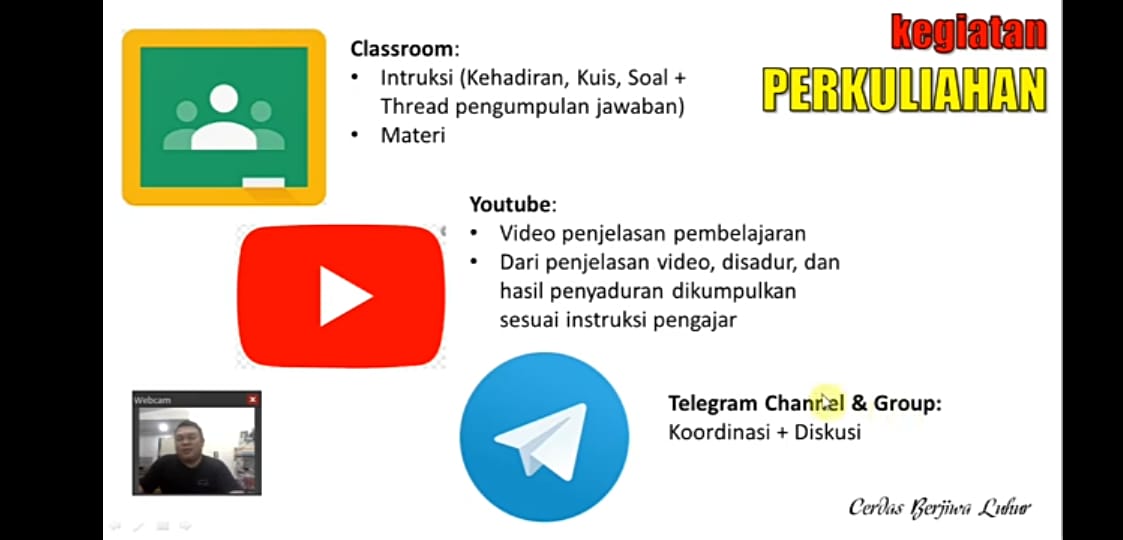 kegiatan
PERKULIAHAN
Classroom:
• Intruksi (Kehadiran, Kuis, Soal +
Thread pengumpulan jawaban)
• Materi
Youtube:
• Video penjelasan pembelajaran
• Dari penjelasan video, disadur, dan
hasil penyaduran dikumpulkan
sesuai instruksi pengajar
Telegram Channel & Group:
Koordinasi + Diskusi
Webcam
Cerdas Berjiwa Luhur